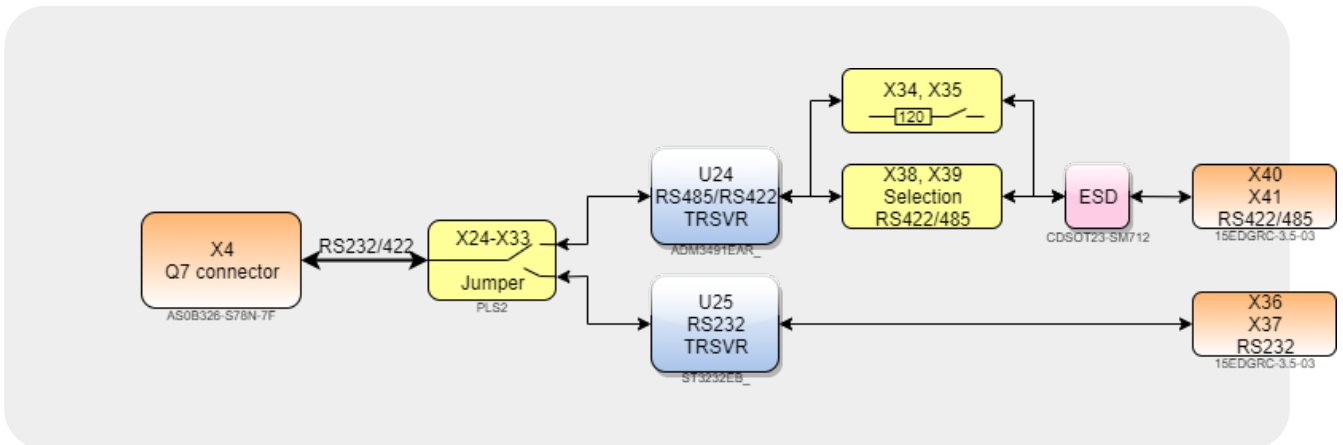 X4
Q7 connector
AS0B326-S78N-7F
RS232/422
X24-X33
Jumper
PLS2
U24
RS485/RS422
TRSVR
ADM3491EAR_
U25
RS232
TRSVR
ST3232EB_
X34, X35
120
X38, X39
Selection
RS422/485
ESD
CDSOT23-SM712
X40
X41
RS422/485
15EDGRC-3.5-03
X36
X37
RS232
15EDGRC-3.5-03